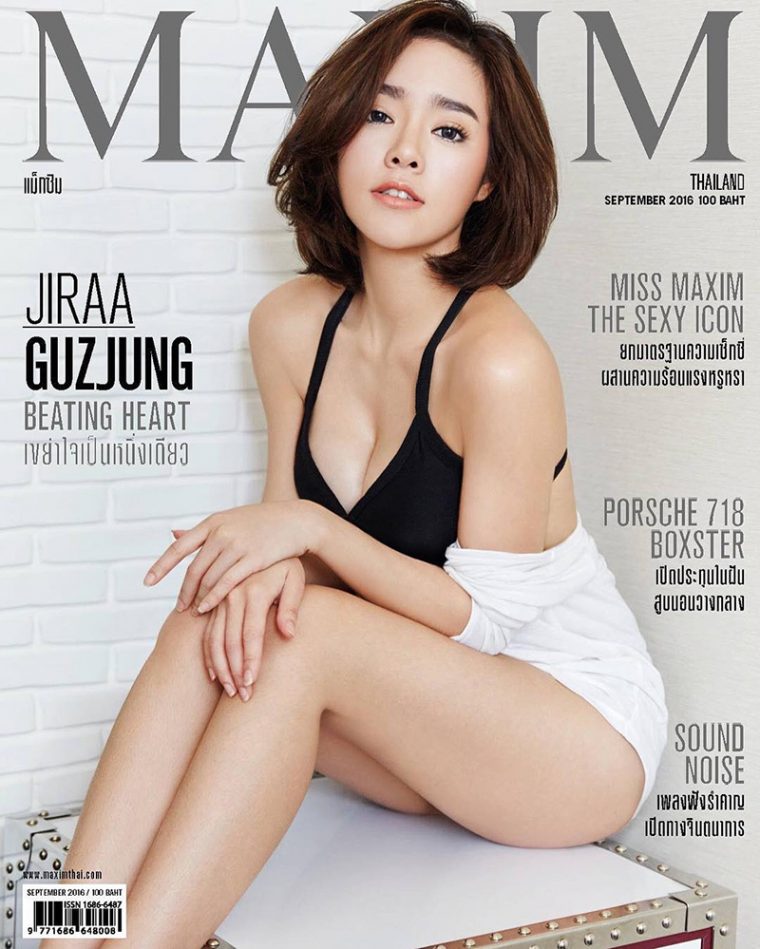 MAXIM
แม็กซิม
THAILAND
SEPTEMBER 2016 100 BAHT
JIRAA
GUZJUNG
BEATING HEART
เขย่าใจเป็นหนึ่งเดียว
MISS MAXIM
THE SEXY ICON
ยกมาตรฐานความเซ็กซี่
ผสานความร้อนแรงหรูหรา
PORSCHE 718
BOXSTER
เปิดประทุนในฝัน
สูบนอนวางกลาง
SOUND
NOISE
เพลงฟังรำคาญ
เปิดทางจินตนาการ
www.maximthai.com
SEPTEMBER 2016 / 100 BAHT
ISSN 1686-6487
9 771686 648008